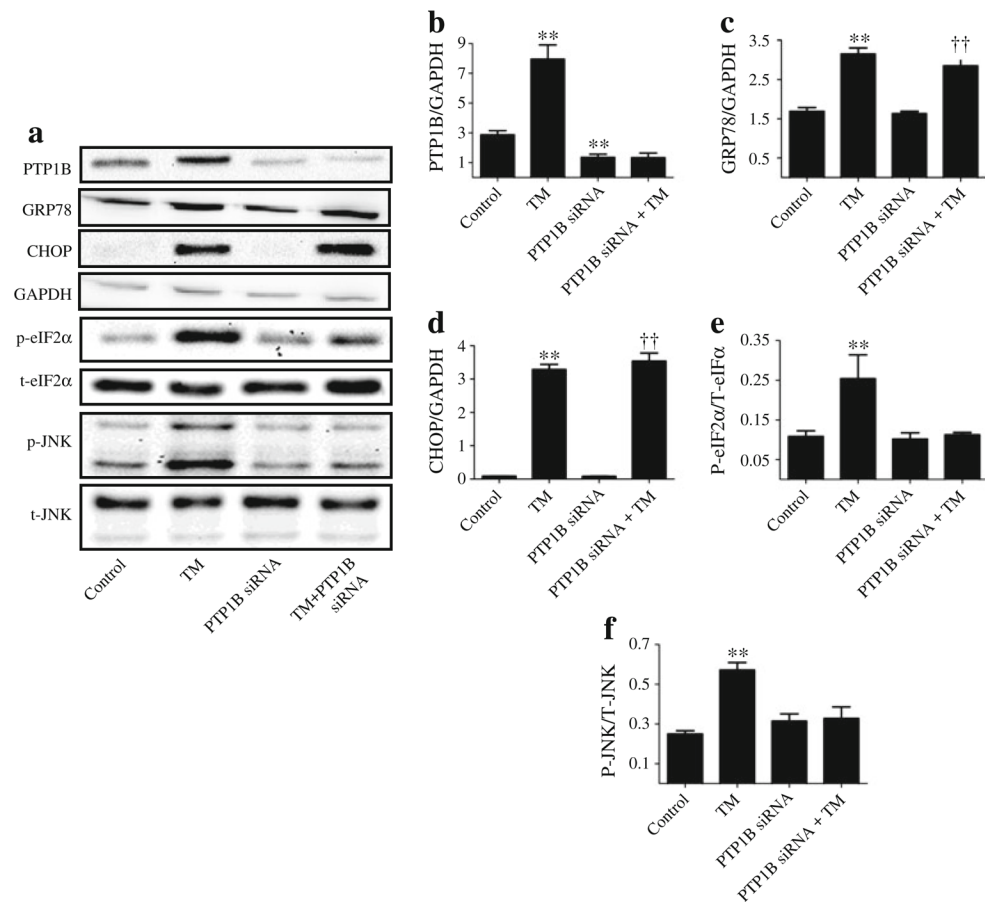 a
PTP1B
GRP78
CHOP
GAPDH
p-eIF2α
t-eIF2α
p-JNK
t-JNK
Control
TM
PTP1B siRNA
TM+PTP1B
siRNA
b
PTP1B/GAPDH
9
7
5
3
1
**
**
Control
TM
PTP1B siRNA
PTP1B siRNA + TM
c
GRP78/GAPDH
3.5
2.5
1.5
0.5
**
††
Control
TM
PTP1B siRNA
PTP1B siRNA + TM
d
CHOP/GAPDH
4
3
2
1
0
**
††
Control
TM
PTP1B siRNA
PTP1B siRNA + TM
e
P-eIF2α/T-eIFα
0.35
0.25
0.15
0.05
**
Control
TM
PTP1B siRNA
PTP1B siRNA + TM
f
P-JNK/T-JNK
0.7
0.5
0.3
0.1
**
Control
TM
PTP1B siRNA
PTP1B siRNA + TM